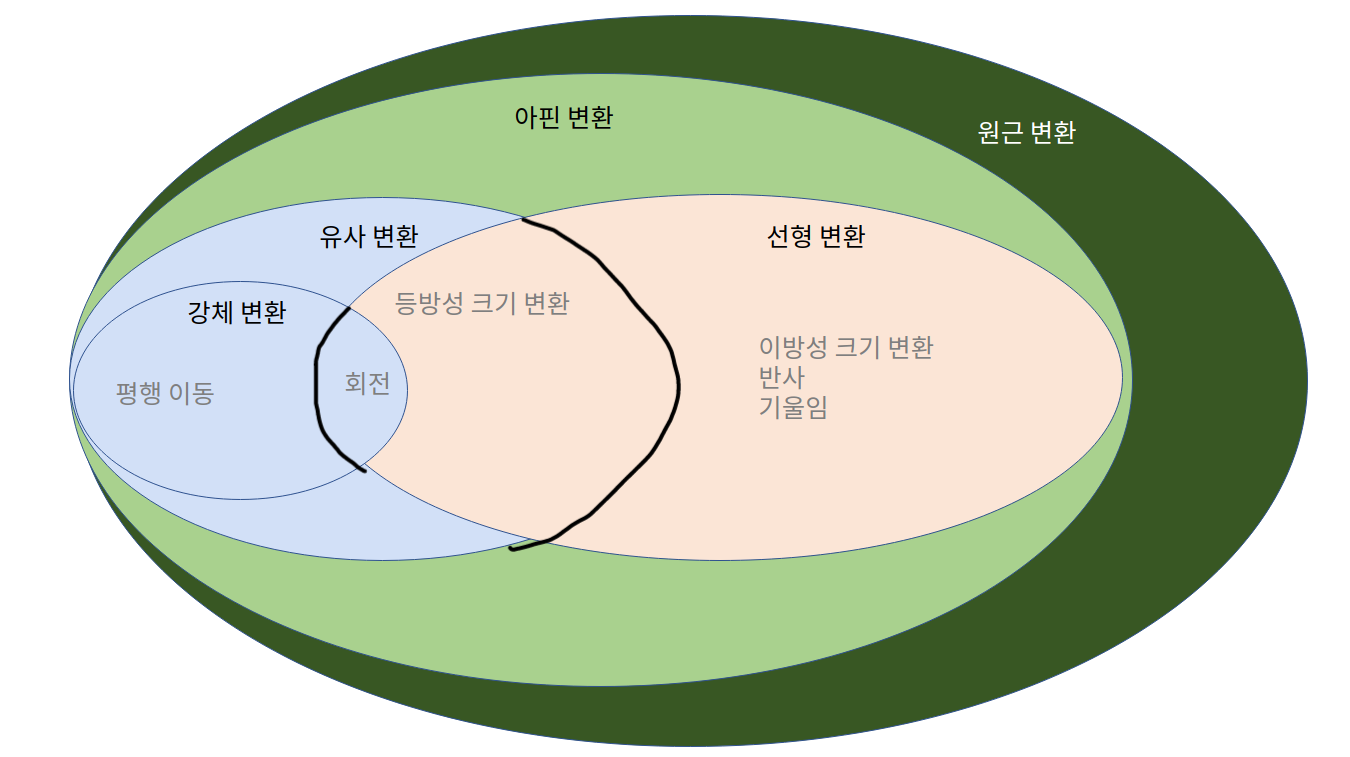 아핀 변환
원근 변환
유사 변환
선형 변환
강체 변환
등방성 크기 변환
평행 이동
회전
이방성 크기 변환
반사
기울임